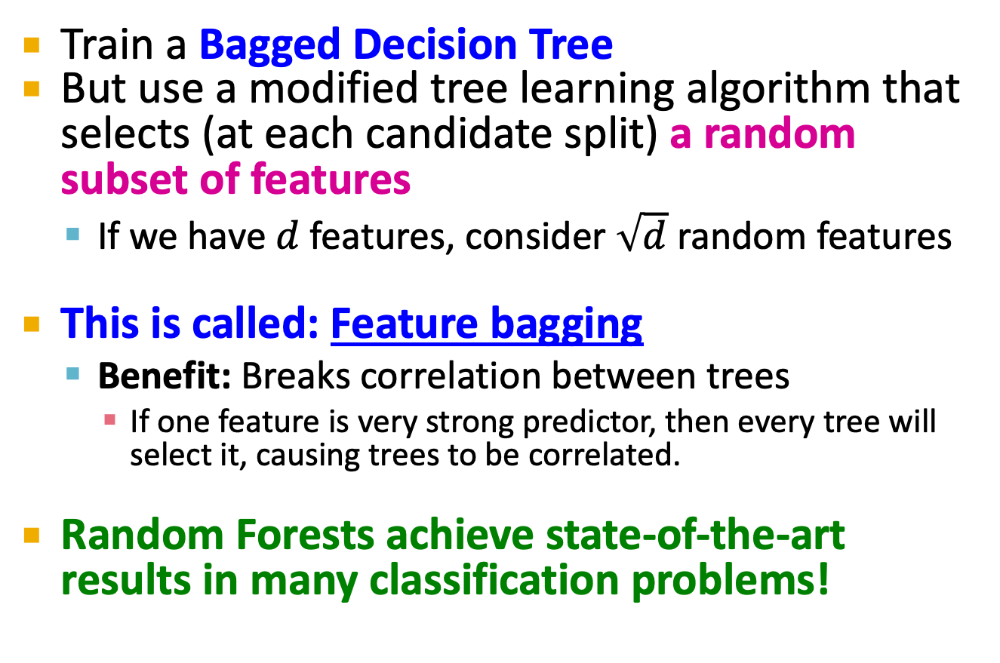 Train a Bagged Decision Tree
But use a modified tree learning algorithm that
selects (at each candidate split) a random
subset of features
If we have d features, consider √d random features
This is called: Feature bagging
Benefit: Breaks correlation between trees
If one feature is very strong predictor, then every tree will
select it, causing trees to be correlated.
Random Forests achieve state-of-the-art
results in many classification problems!